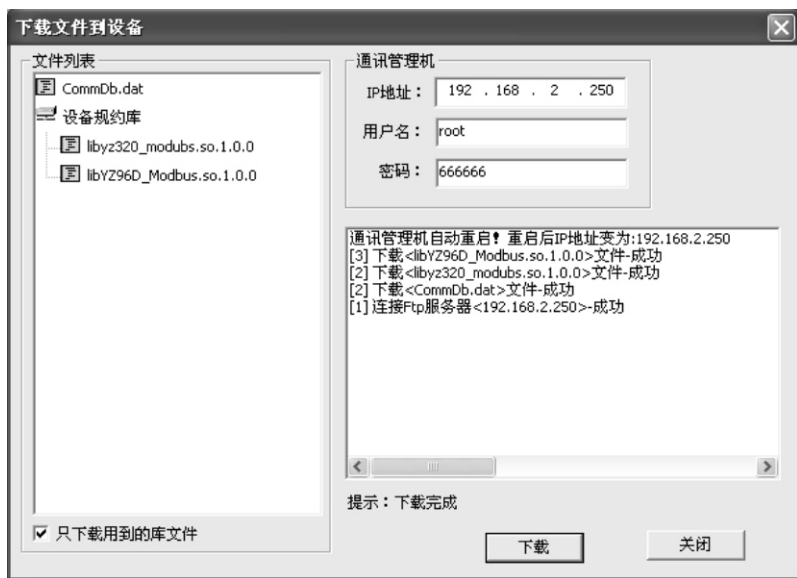 下载文件到设备
文件列表
CommDb.dat
设备规约库
libyz320_modubs.so.1.0.0
libYZ96D_Modbus.so.1.0.0
只下载用到的库文件
通讯管理机
IP地址： 192 . 168 . 2 . 250
用户名： root
密码： 666666
通讯管理机自动重启！重启后IP地址变为:192.168.2.250
[3] 下载<libYZ96D_Modbus.so.1.0.0>文件-成功
[2] 下载<libyz320_modubs.so.1.0.0>文件-成功
[2] 下载<CommDb.dat>文件-成功
[1] 连接Ftp服务器<192.168.2.250>-成功
提示：下载完成
下载
关闭